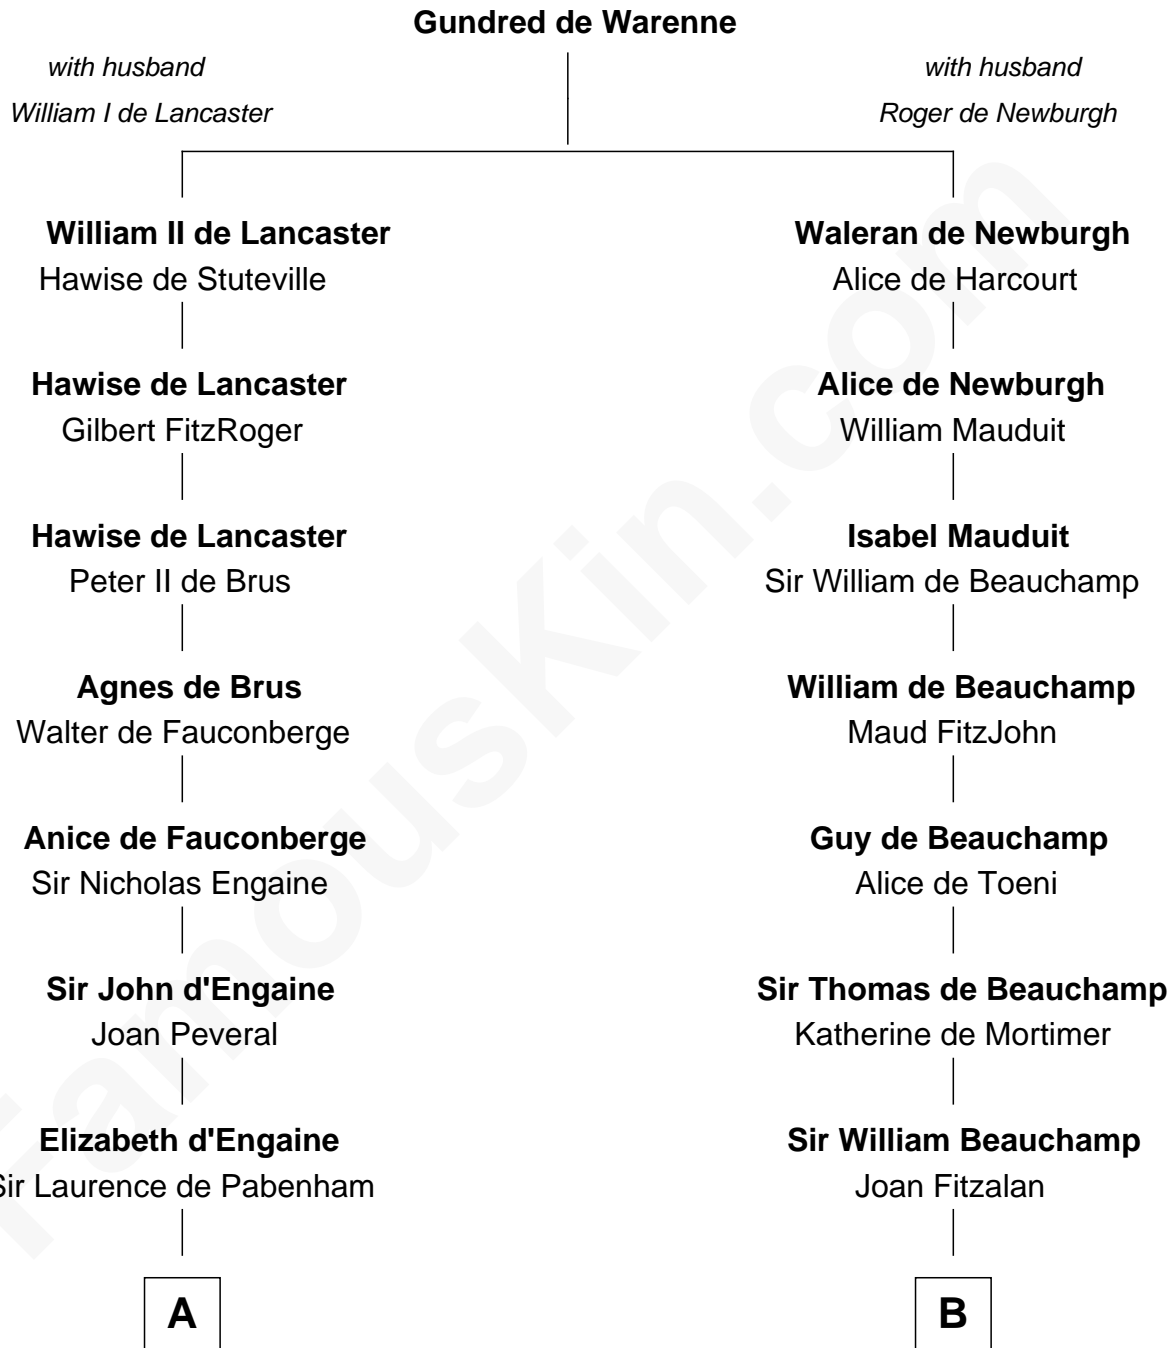 Gundred de Warenne
with husband
William I de Lancaster
with husband
Roger de Newburgh
William II de Lancaster
Hawise de Stuteville
Waleran de Newburgh
Alice de Harcourt
Hawise de Lancaster
Gilbert FitzRoger
Alice de Newburgh
William Mauduit
Hawise de Lancaster
Peter II de Brus
Isabel Mauduit
Sir William de Beauchamp
Agnes de Brus
Walter de Fauconberge
William de Beauchamp
Maud FitzJohn
Anice de Fauconberge
Sir Nicholas Engaine
Guy de Beauchamp
Alice de Toeni
Sir John d'Engaine
Joan Peveral
Sir Thomas de Beauchamp
Katherine de Mortimer
Elizabeth d'Engaine
Sir Laurence de Pabenham
Sir William Beauchamp
Joan Fitzalan
A
B
FamousKin.com